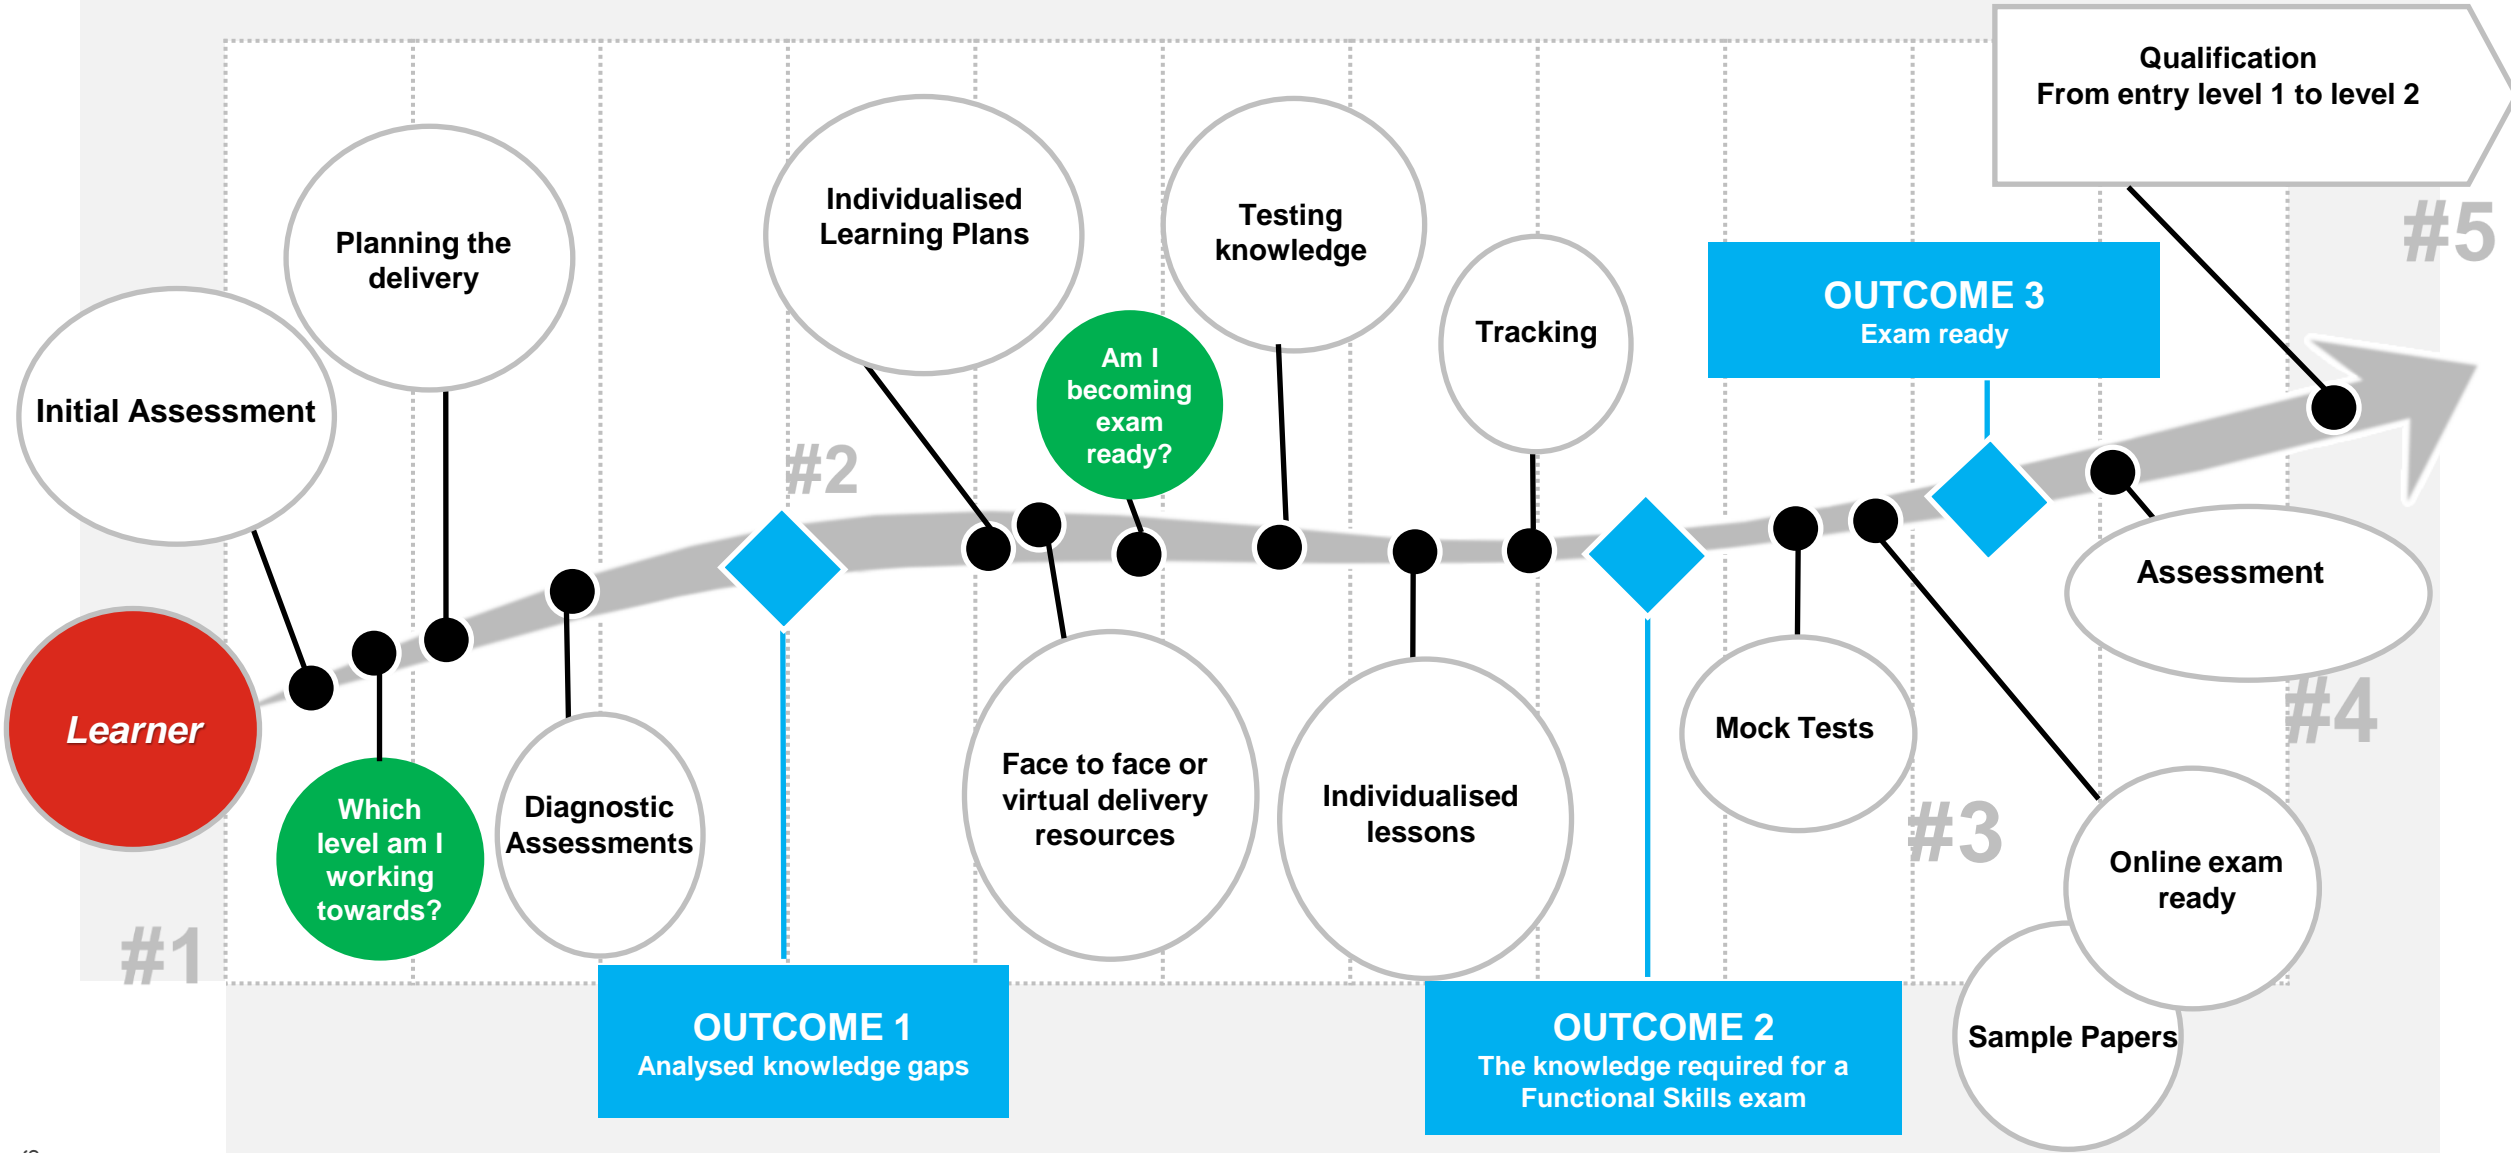 Qualification
From entry level 1 to level 2
#5
Individualised
Learning Plans
Testing
knowledge
Planning the
delivery
Tracking
OUTCOME 3
Exam ready
Am I
becoming
exam
ready?
Initial Assessment
#2
Assessment
Learner
#4
Mock Tests
Face to face or
virtual delivery
resources
Individualised
lessons
Which
level am I
working
towards?
Diagnostic
Assessments
#3
Online exam
ready
#1
OUTCOME 1
Analysed knowledge gaps
OUTCOME 2
The knowledge required for a
Functional Skills exam
Sample Papers